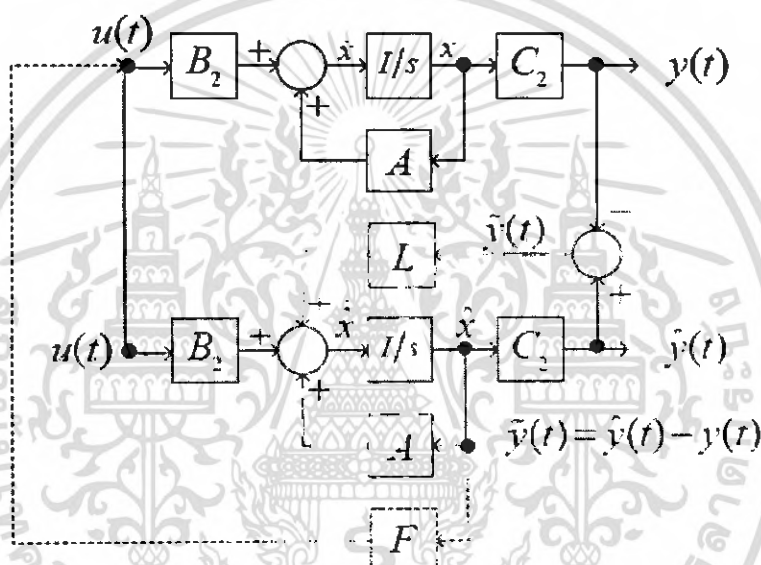 u(t)
B₂
+
ẋ
I/s
x
C₂
y(t)
+
A
L
ỹ(t)
−
+
+
u(t)
B₂
+
x̂̇
I/s
x̂
C₂
ŷ(t)
+
A
ỹ(t) = ŷ(t) − y(t)
F